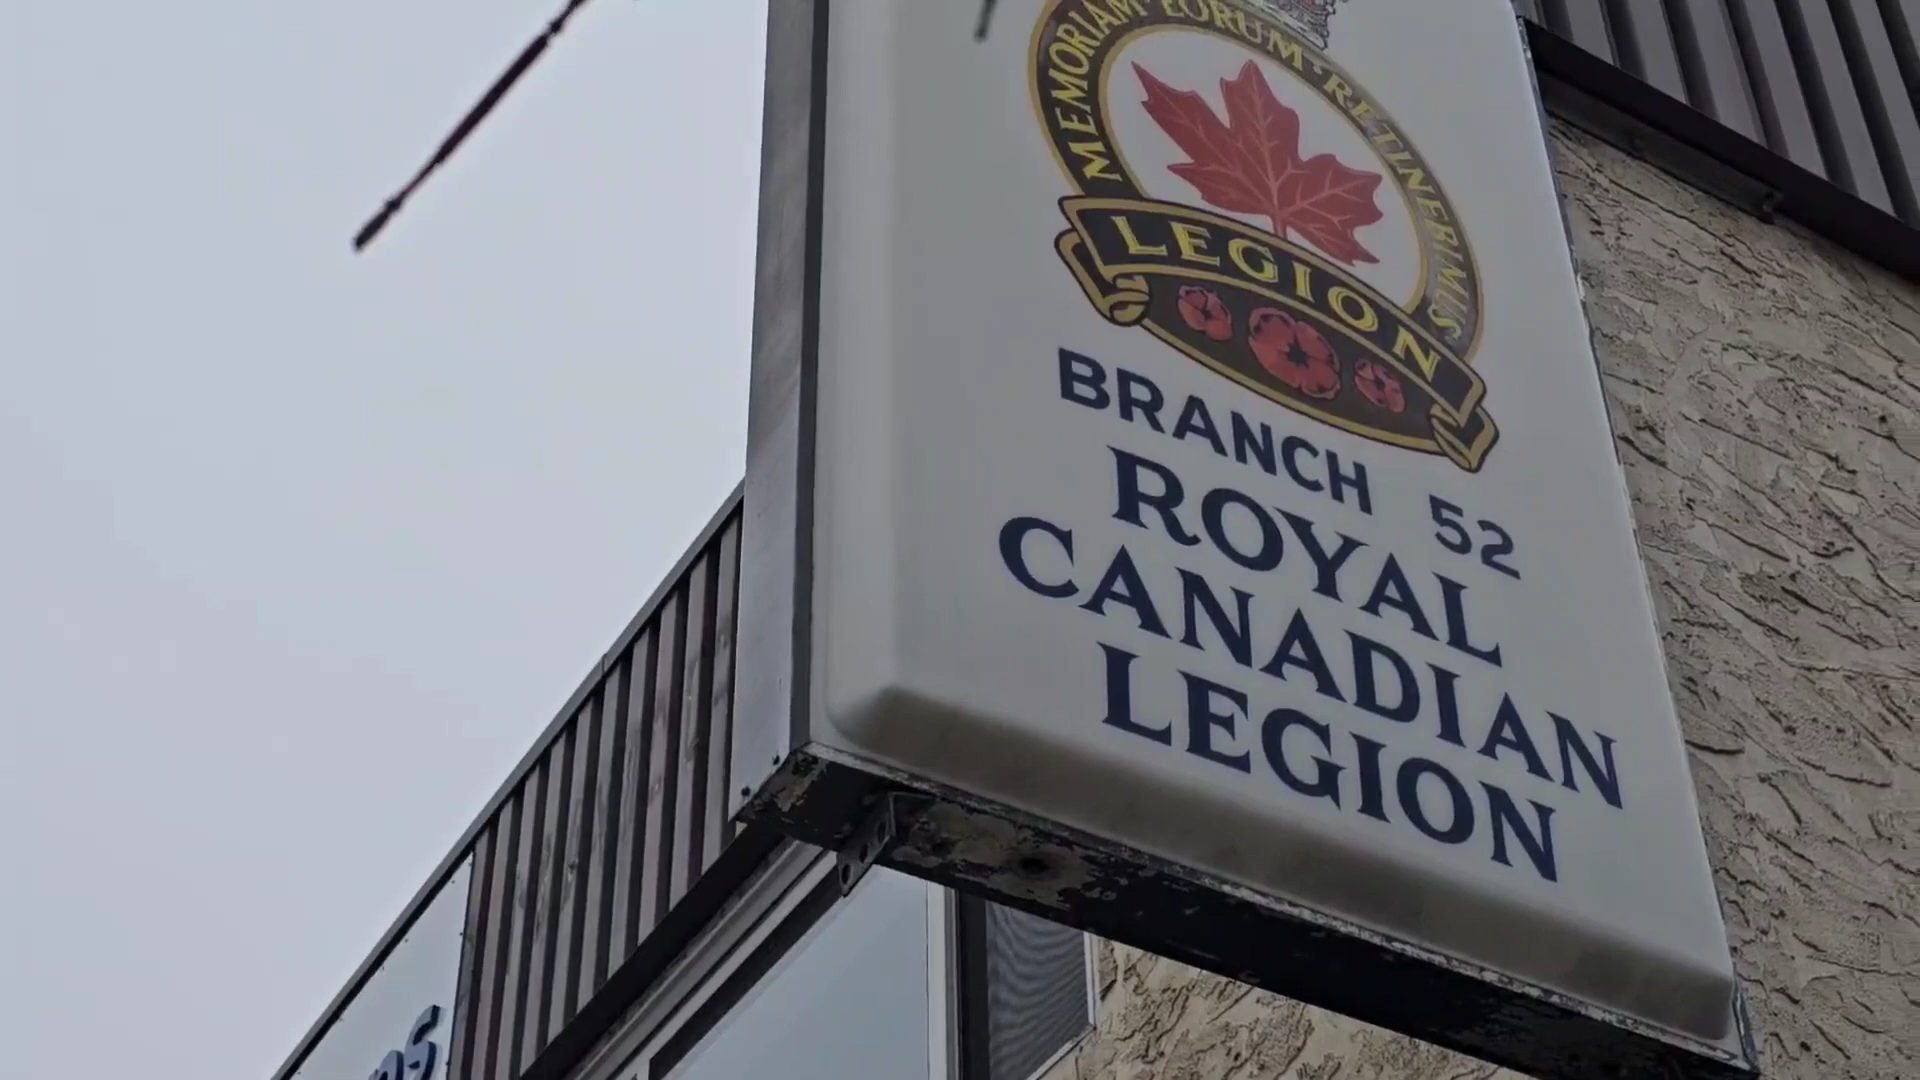 MEMORIAM·EORUM·RETINEBIMUS
LEGION
BRANCH 52
ROYAL
CANADIAN
LEGION